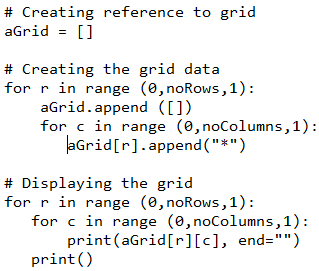 # Creating reference to grid
aGrid = []

# Creating the grid data
for r in range (0,noRows,1):
    aGrid.append ([])
    for c in range (0,noColumns,1):
       aGrid[r].append("*")

# Displaying the grid
for r in range (0,noRows,1):
   for c in range (0,noColumns,1):
       print(aGrid[r][c], end="")
   print()